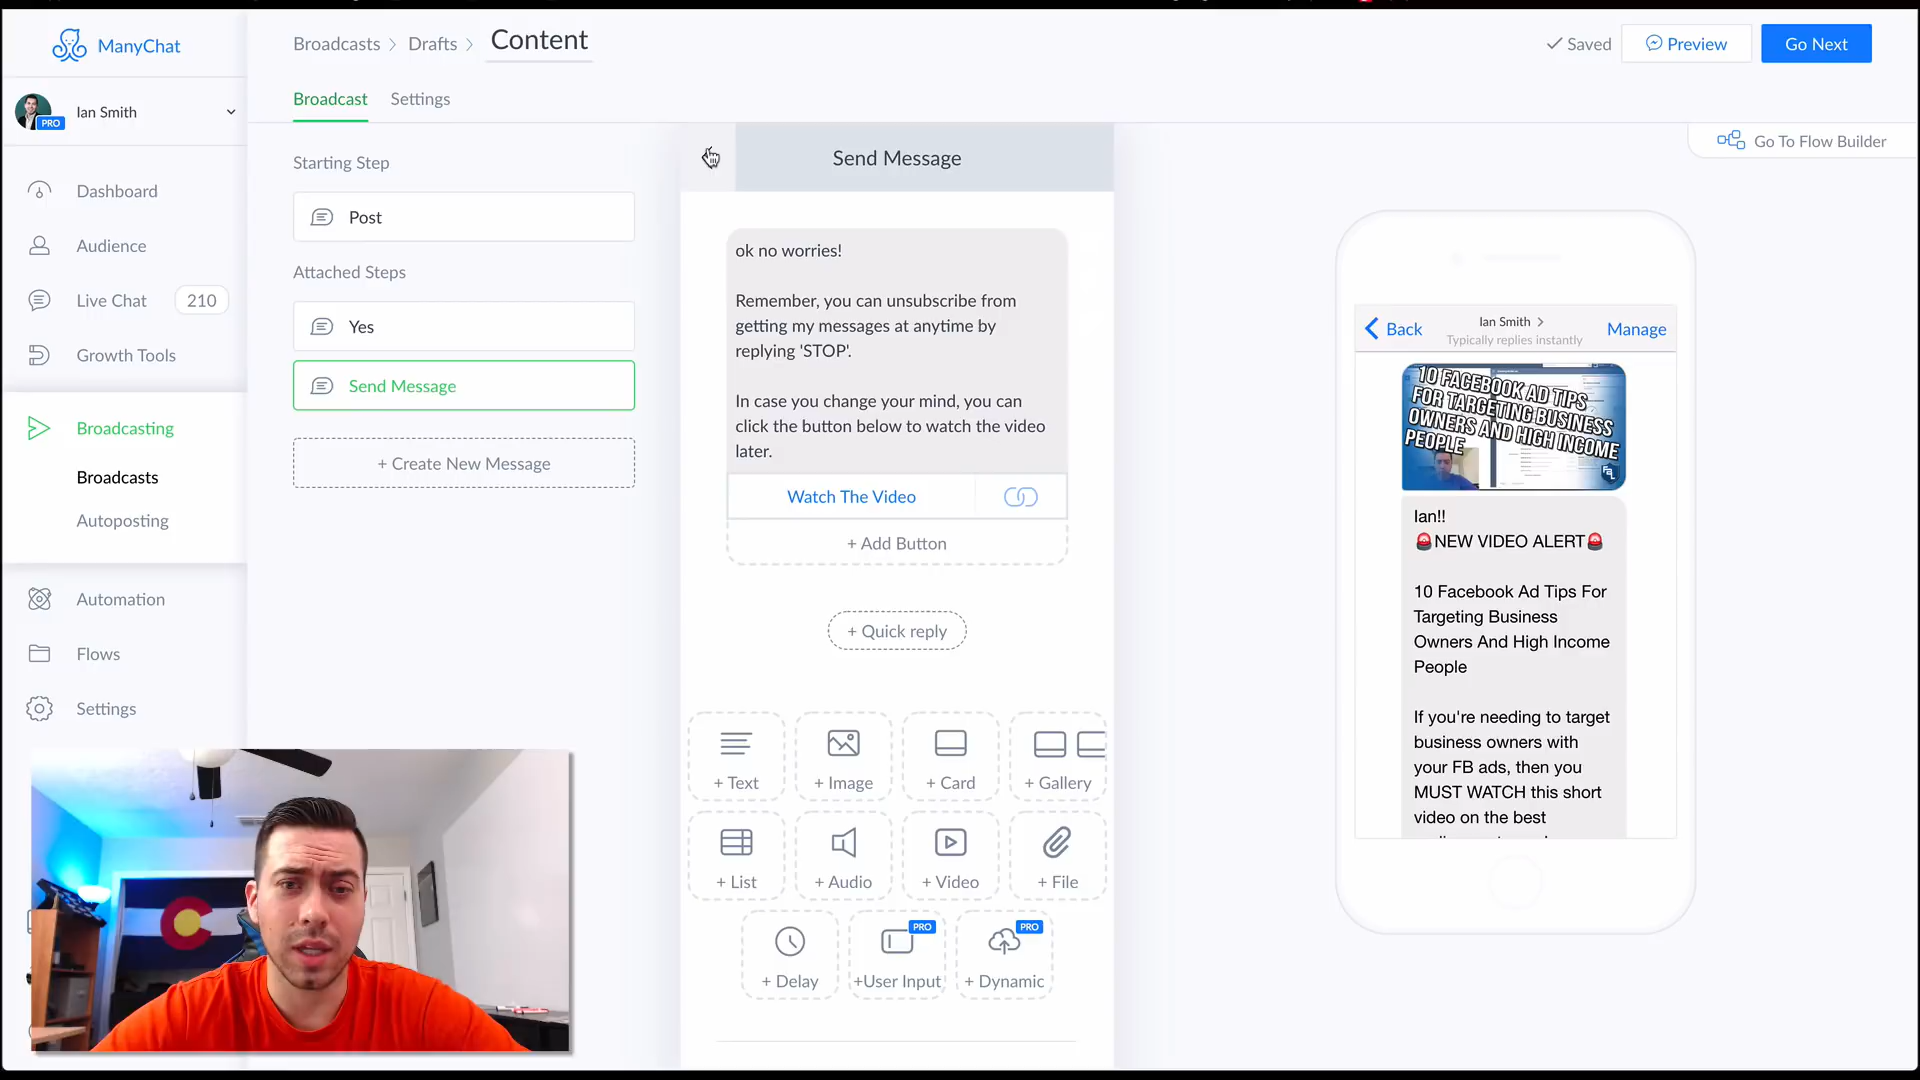 ManyChat
Broadcasts > Drafts > Content
Saved
Preview
Go Next
PRO
Ian Smith
Broadcast
Settings
Go To Flow Builder
Dashboard
Audience
Live Chat
210
Growth Tools
Broadcasting
Broadcasts
Autoposting
Automation
Flows
Settings
Starting Step
Post
Attached Steps
Yes
Send Message
+ Create New Message
Send Message
ok no worries!
Remember, you can unsubscribe from
getting my messages at anytime by
replying 'STOP'.
In case you change your mind, you can
click the button below to watch the video
later.
Watch The Video
+ Add Button
+ Quick reply
+ Text
+ Image
+ Card
+ Gallery
+ List
+ Audio
+ Video
+ File
+ Delay
PRO
+User Input
PRO
+ Dynamic
Back
Ian Smith >
Typically replies instantly
Manage
10 FACEBOOK AD TIPS
FOR TARGETING BUSINESS
OWNERS AND HIGH INCOME
PEOPLE
Ian!!
🚨NEW VIDEO ALERT🚨
10 Facebook Ad Tips For
Targeting Business
Owners And High Income
People
If you're needing to target
business owners with
your FB ads, then you
MUST WATCH this short
video on the best